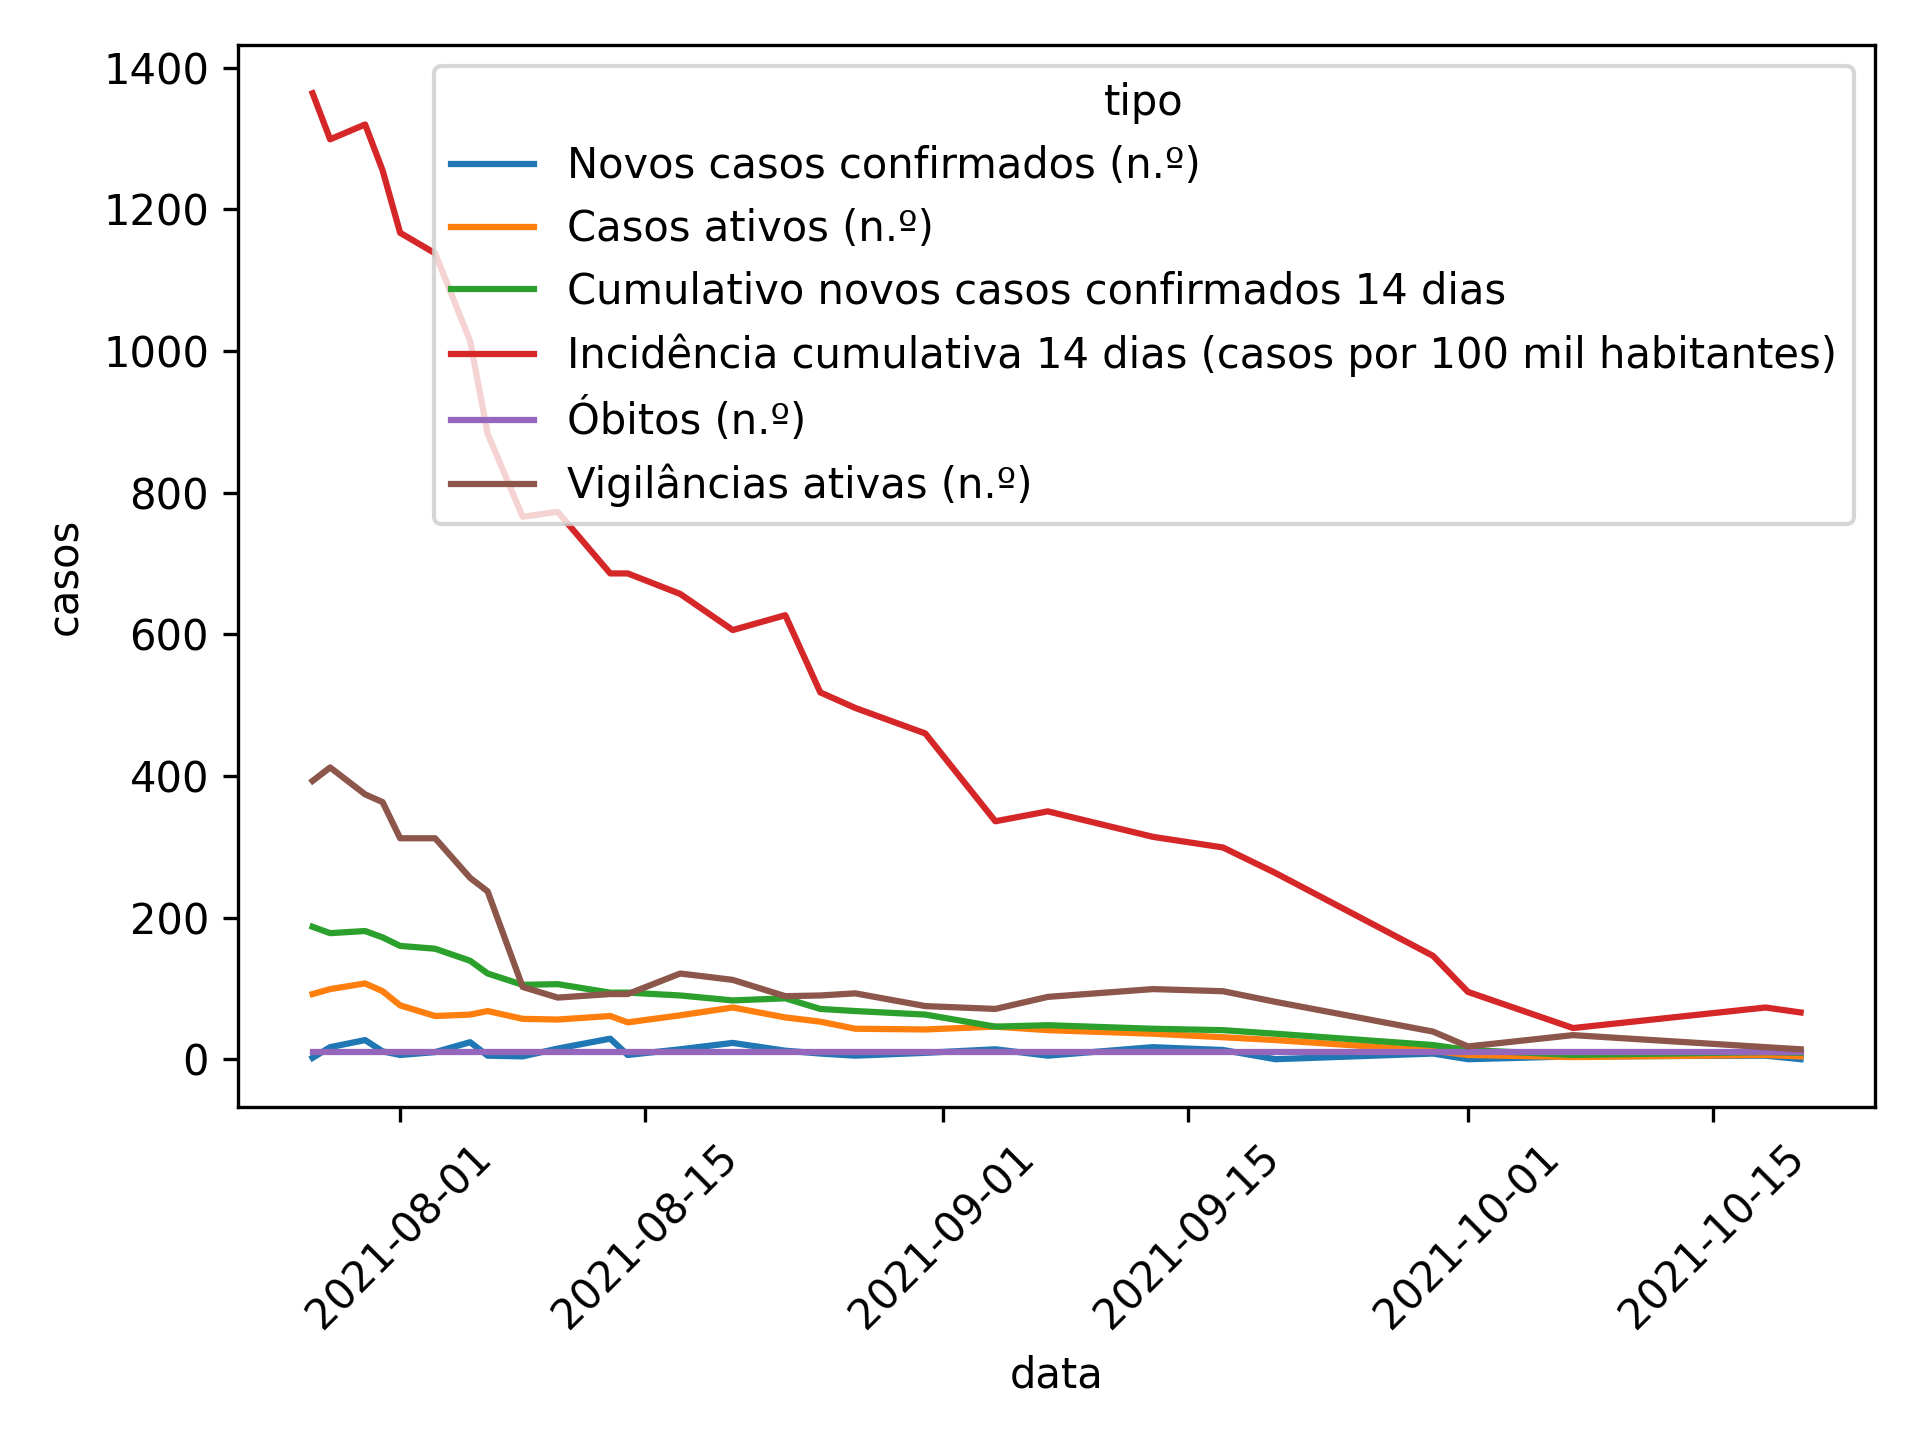 1400
1200
1000
800
600
400
200
0
casos
tipo
Novos casos confirmados (n.º)
Casos ativos (n.º)
Cumulativo novos casos confirmados 14 dias
Incidência cumulativa 14 dias (casos por 100 mil habitantes)
Óbitos (n.º)
Vigilâncias ativas (n.º)
2021-08-01
2021-08-15
2021-09-01
2021-09-15
2021-10-01
2021-10-15
data